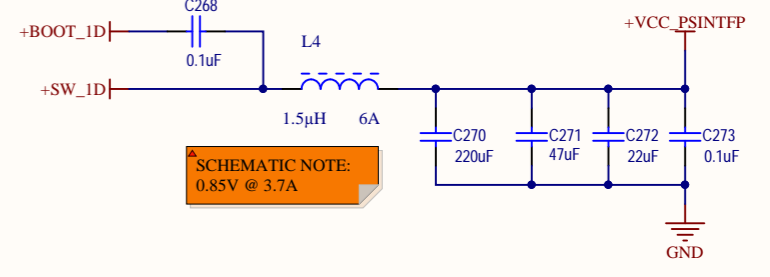 C268
+BOOT_1D
0.1uF
+SW_1D
L4
1.5µH 6A
+VCC_PSINTFP
C270
220uF
C271
47uF
C272
22uF
C273
0.1uF
SCHEMATIC NOTE:
0.85V @ 3.7A
GND